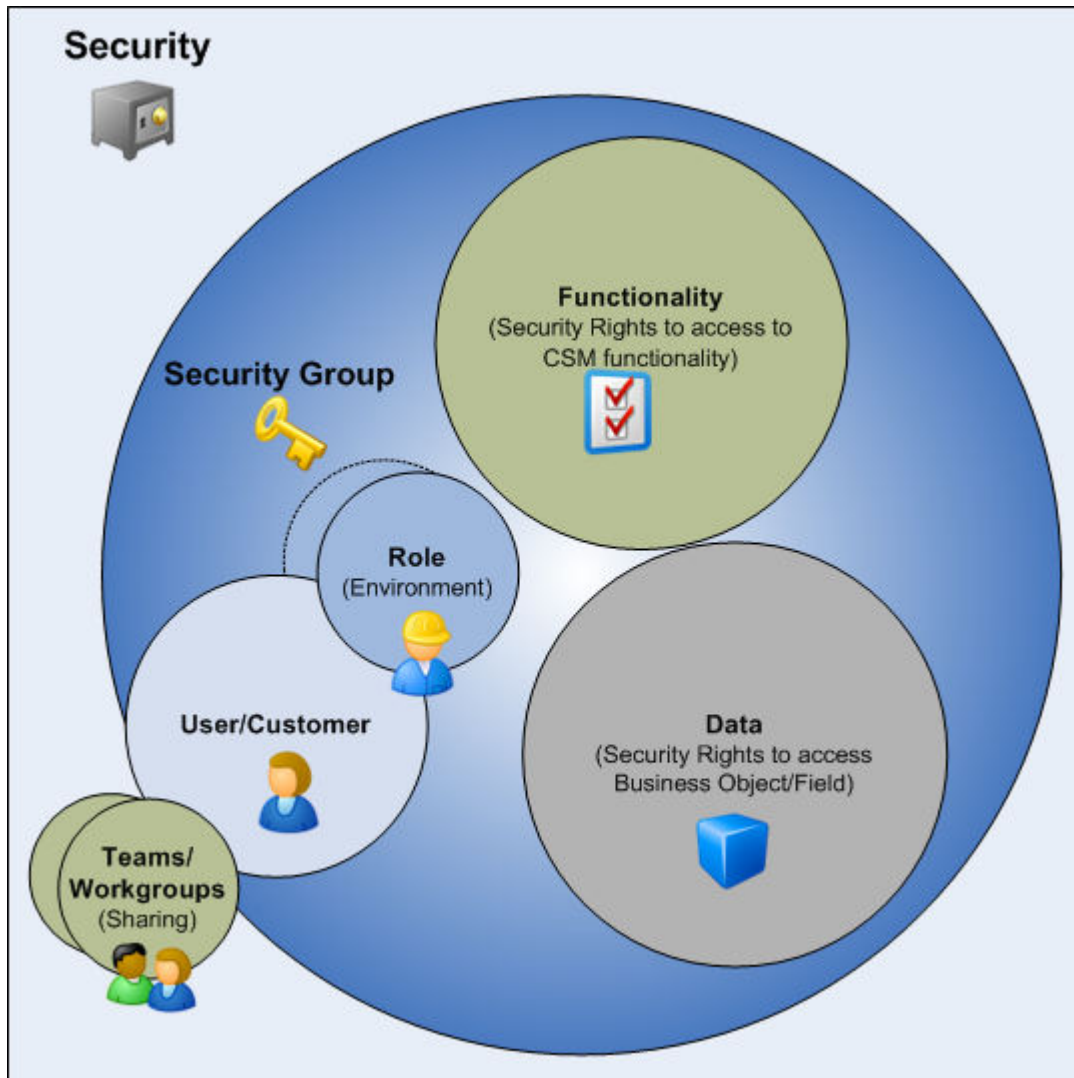 Security
Functionality
(Security Rights to access to
CSM functionality)
Security Group
Role
(Environment)
User/Customer
Data
(Security Rights to access
Business Object/Field)
Teams/
Workgroups
(Sharing)